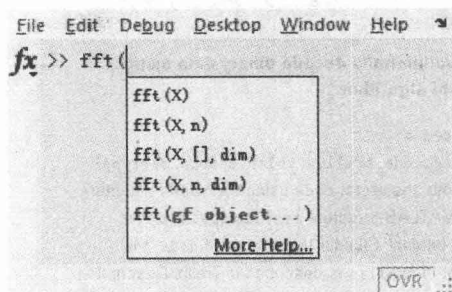 File Edit Debug Desktop Window Help
fx >> fft(
fft(X)
fft(X, n)
fft(X, [], dim)
fft(X, n, dim)
fft(gf object...)
More Help...
OVR